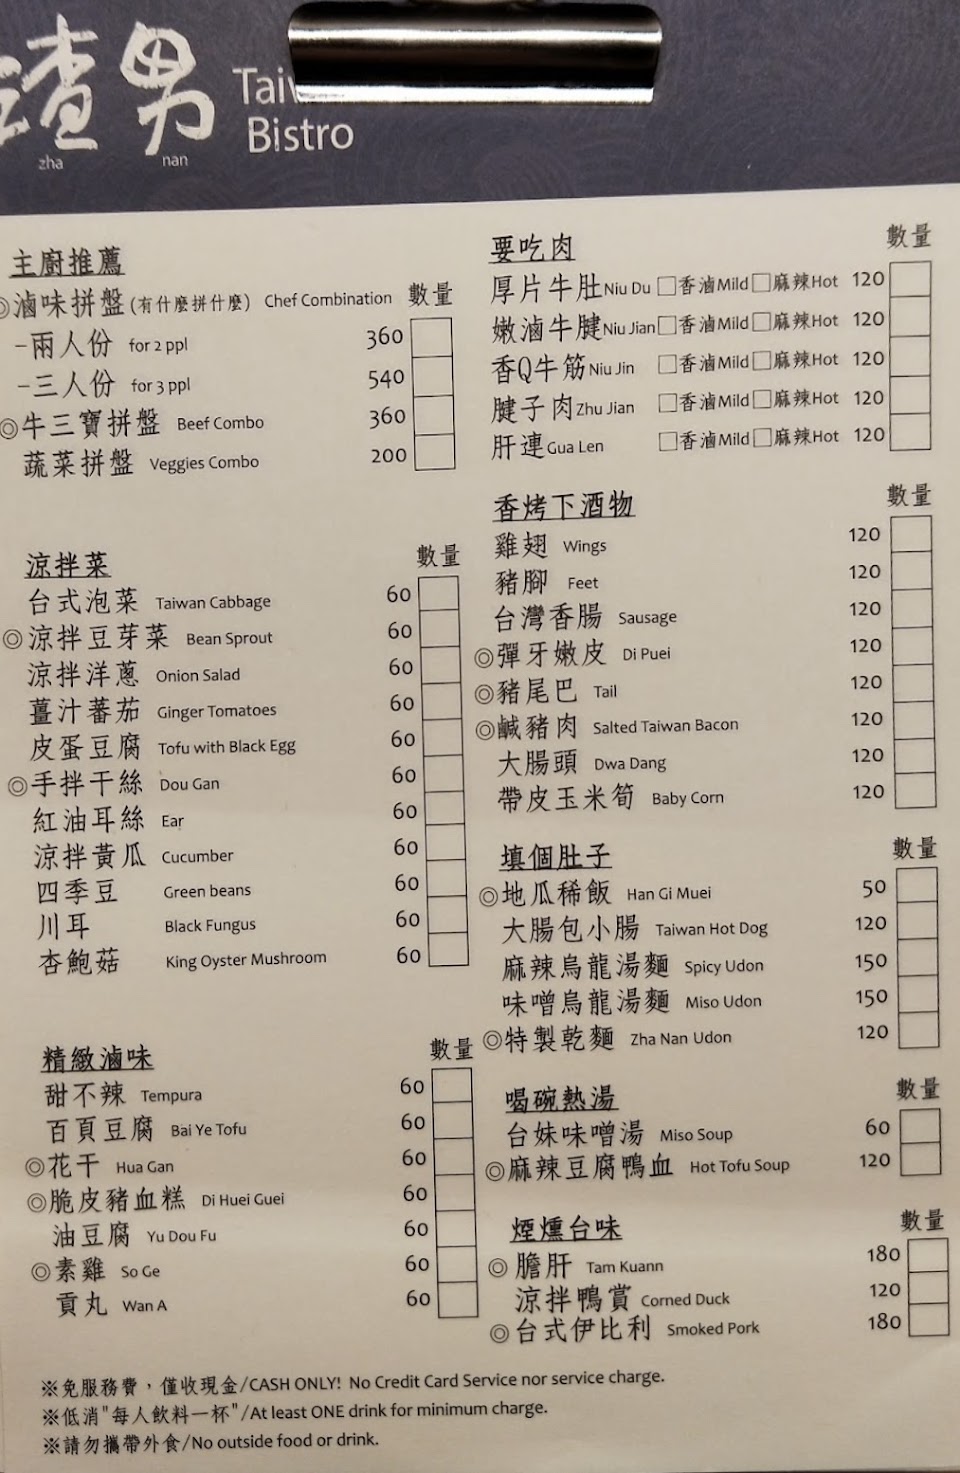 渣男
zha nan
Bistro
主廚推薦
◎滷味拼盤(有什麼拼什麼) Chef Combination 數量
-兩人份 for 2 ppl 360
-三人份 for 3 ppl 540
◎牛三寶拼盤 Beef Combo 360
蔬菜拼盤 Veggies Combo 200
涼拌菜 數量
台式泡菜 Taiwan Cabbage 60
◎涼拌豆芽菜 Bean Sprout 60
涼拌洋蔥 Onion Salad 60
薑汁蕃茄 Ginger Tomatoes 60
皮蛋豆腐 Tofu with Black Egg 60
◎手拌干絲 Dou Gan 60
紅油耳絲 Ear 60
涼拌黃瓜 Cucumber 60
四季豆 Green beans 60
川耳 Black Fungus 60
杏鮑菇 King Oyster Mushroom 60
精緻滷味 數量
甜不辣 Tempura 60
百頁豆腐 Bai Ye Tofu 60
◎花干 Hua Gan 60
◎脆皮豬血糕 Di Huei Guei 60
油豆腐 Yu Dou Fu 60
◎素雞 So Ge 60
貢丸 Wan A 60
要吃肉 數量
厚片牛肚 Niu Du □香滷Mild □麻辣Hot 120
嫩滷牛腱 Niu Jian □香滷Mild □麻辣Hot 120
香Q牛筋 Niu Jin □香滷Mild □麻辣Hot 120
腱子肉 Zhu Jian □香滷Mild □麻辣Hot 120
肝連 Gua Len □香滷Mild □麻辣Hot 120
香烤下酒物 數量
雞翅 Wings 120
豬腳 Feet 120
台灣香腸 Sausage 120
◎彈牙嫩皮 Di Puei 120
◎豬尾巴 Tail 120
◎鹹豬肉 Salted Taiwan Bacon 120
大腸頭 Dwa Dang 120
帶皮玉米筍 Baby Corn 120
填個肚子 數量
◎地瓜稀飯 Han Gi Muei 50
大腸包小腸 Taiwan Hot Dog 120
麻辣烏龍湯麵 Spicy Udon 150
味噌烏龍湯麵 Miso Udon 150
◎特製乾麵 Zha Nan Udon 120
喝碗熱湯 數量
台妹味噌湯 Miso Soup 60
◎麻辣豆腐鴨血 Hot Tofu Soup 120
煙燻台味 數量
◎膽肝 Tam Kuann 180
涼拌鴨賞 Corned Duck 120
◎台式伊比利 Smoked Pork 180
※免服務費，僅收現金/CASH ONLY! No Credit Card Service nor service charge.
※低消"每人飲料一杯"/At least ONE drink for minimum charge.
※請勿攜帶外食/No outside food or drink.